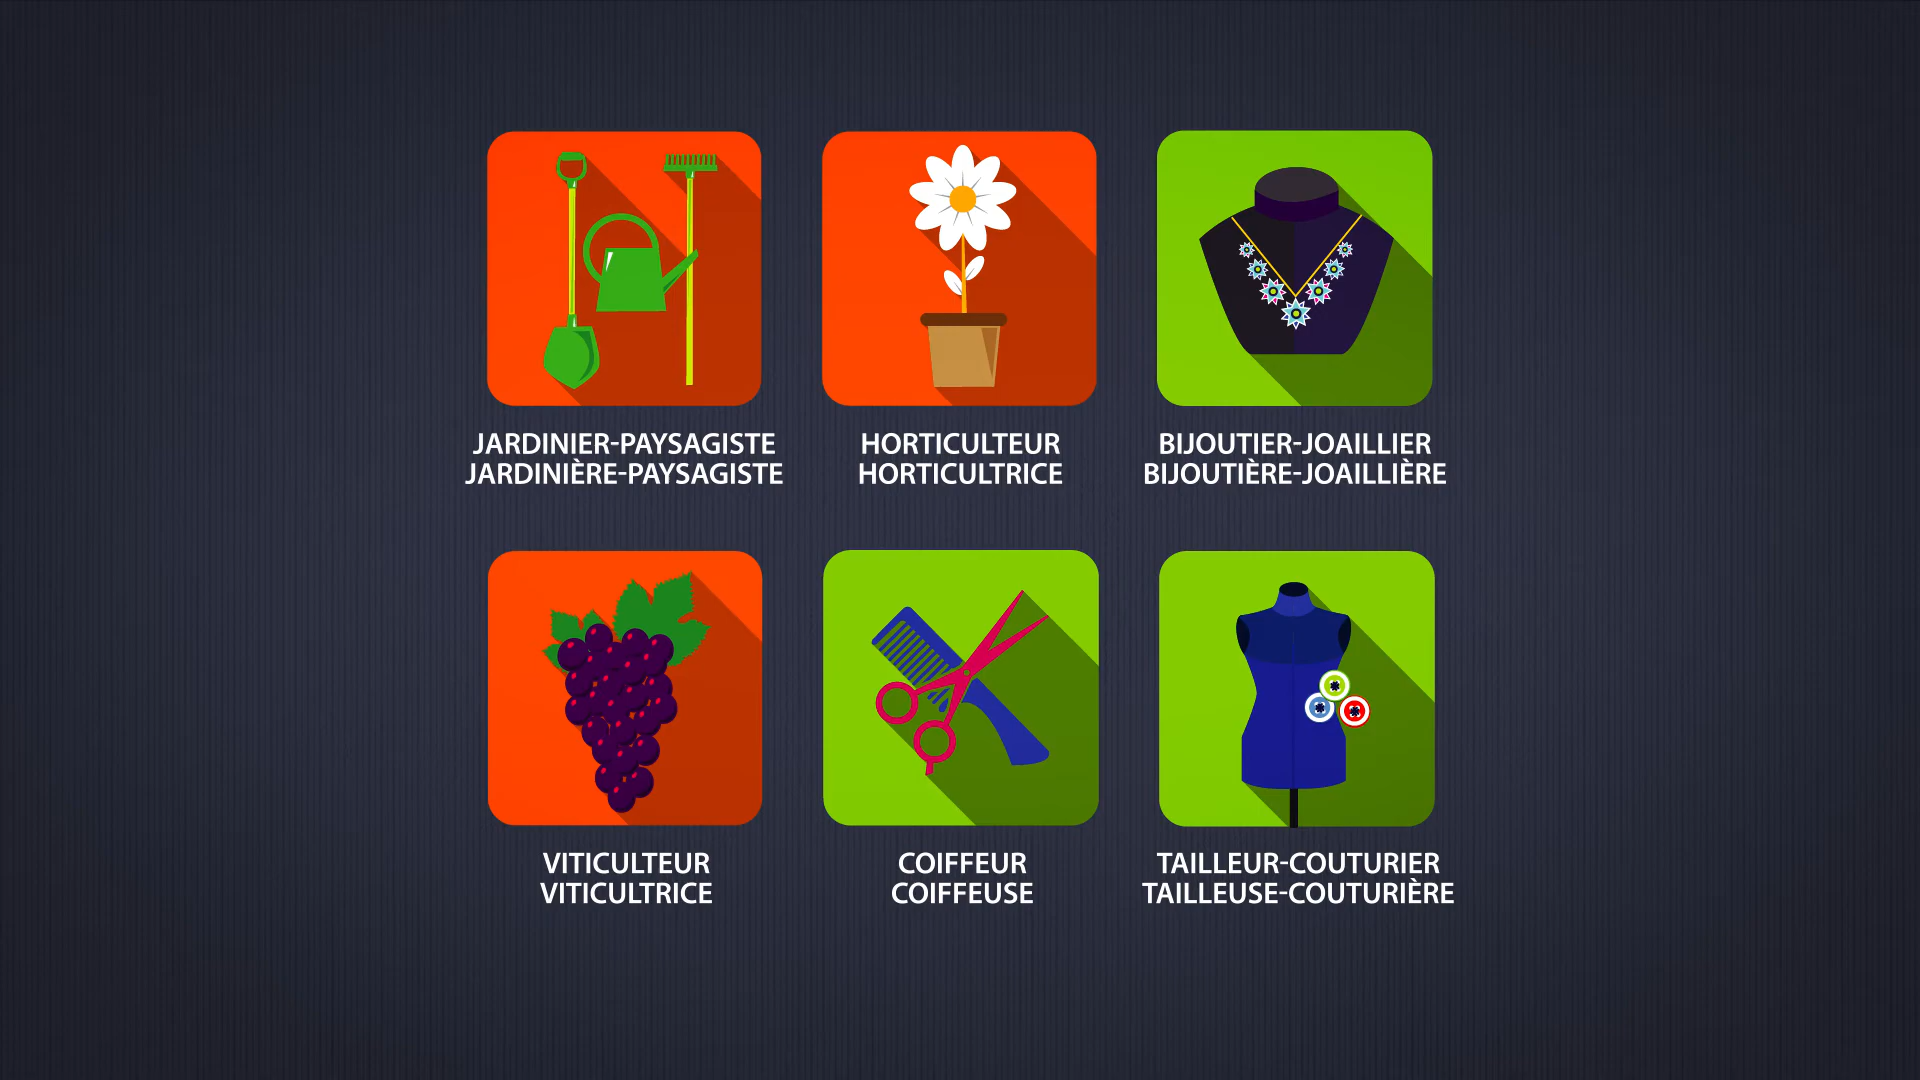 JARDINIER-PAYSAGISTE
JARDINIÈRE-PAYSAGISTE
HORTICULTEUR
HORTICULTRICE
BIJOUTIER-JOAILLIER
BIJOUTIÈRE-JOAILLIÈRE
VITICULTEUR
VITICULTRICE
COIFFEUR
COIFFEUSE
TAILLEUR-COUTURIER
TAILLEUSE-COUTURIÈRE